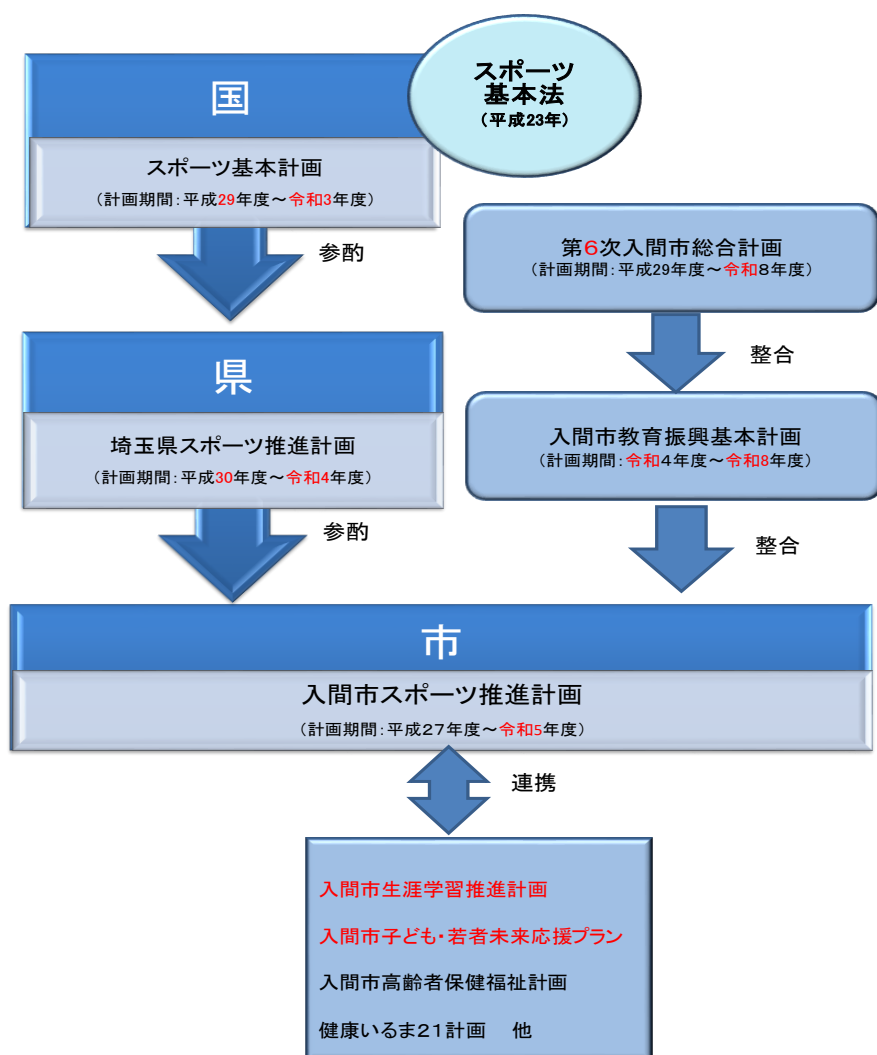 国
スポーツ
基本法
(平成23年)
スポーツ基本計画
(計画期間:平成29年度～令和3年度)
参酌
第6次入間市総合計画
(計画期間:平成29年度～令和8年度)
整合
県
埼玉県スポーツ推進計画
(計画期間:平成30年度～令和4年度)
入間市教育振興基本計画
(計画期間:令和4年度～令和8年度)
参酌
整合
市
入間市スポーツ推進計画
(計画期間:平成27年度～令和5年度)
連携
入間市生涯学習推進計画
入間市子ども・若者未来応援プラン
入間市高齢者保健福祉計画
健康いるま21計画　他